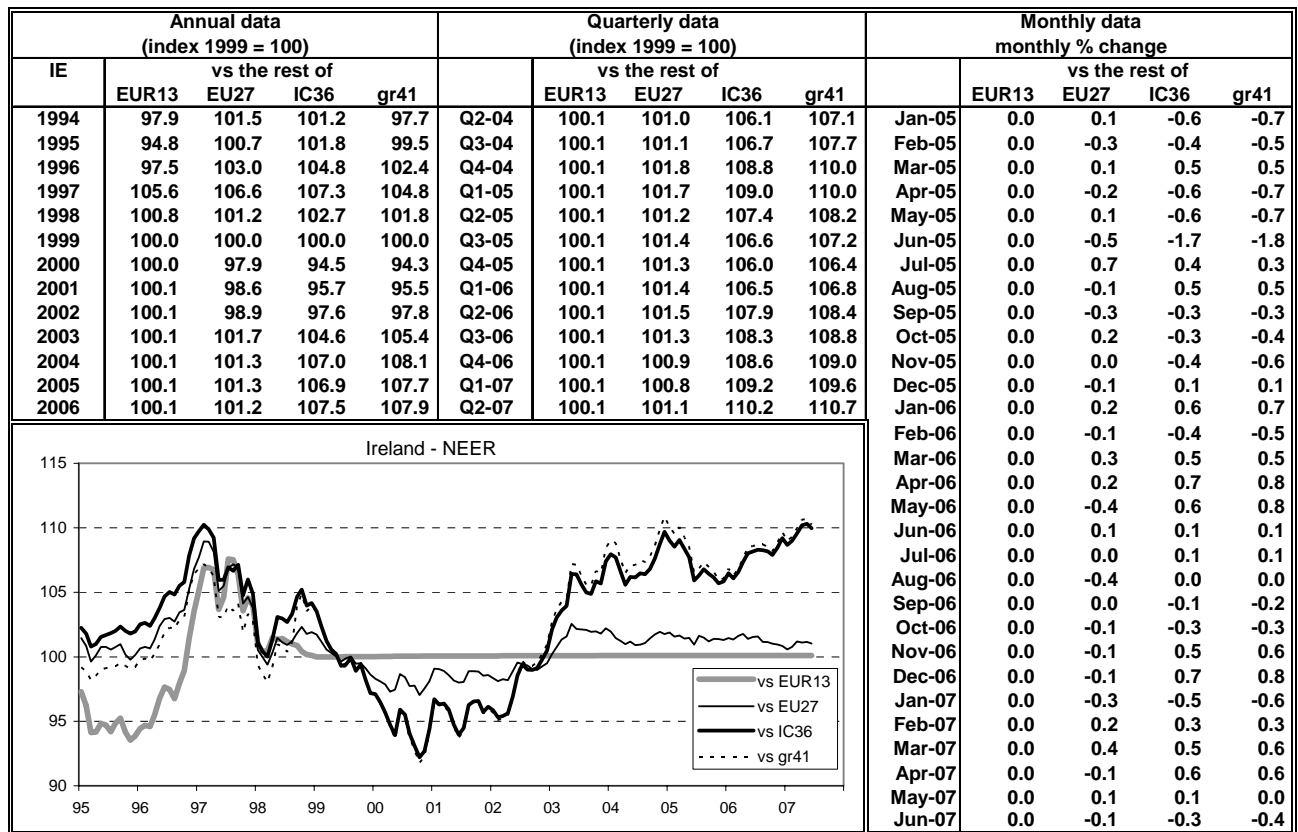 Annual data
(index 1999 = 100)
IE vs the rest of
EUR13 EU27 IC36 gr41
1994 97.9 101.5 101.2 97.7
1995 94.8 100.7 101.8 99.5
1996 97.5 103.0 104.8 102.4
1997 105.6 106.6 107.3 104.8
1998 100.8 101.2 102.7 101.8
1999 100.0 100.0 100.0 100.0
2000 100.0 97.9 94.5 94.3
2001 100.1 98.6 95.7 95.5
2002 100.1 98.9 97.6 97.8
2003 100.1 101.7 104.6 105.4
2004 100.1 101.3 107.0 108.1
2005 100.1 101.3 106.9 107.7
2006 100.1 101.2 107.5 107.9
Quarterly data
(index 1999 = 100)
vs the rest of
EUR13 EU27 IC36 gr41
Q2-04 100.1 101.0 106.1 107.1
Q3-04 100.1 101.1 106.7 107.7
Q4-04 100.1 101.8 108.8 110.0
Q1-05 100.1 101.7 109.0 110.0
Q2-05 100.1 101.2 107.4 108.2
Q3-05 100.1 101.4 106.6 107.2
Q4-05 100.1 101.3 106.0 106.4
Q1-06 100.1 101.4 106.5 106.8
Q2-06 100.1 101.5 107.9 108.4
Q3-06 100.1 101.3 108.3 108.8
Q4-06 100.1 100.9 108.6 109.0
Q1-07 100.1 100.8 109.2 109.6
Q2-07 100.1 101.1 110.2 110.7
Monthly data
monthly % change
vs the rest of
EUR13 EU27 IC36 gr41
Jan-05 0.0 0.1 -0.6 -0.7
Feb-05 0.0 -0.3 -0.4 -0.5
Mar-05 0.0 0.1 0.5 0.5
Apr-05 0.0 -0.2 -0.6 -0.7
May-05 0.0 0.1 -0.6 -0.7
Jun-05 0.0 -0.5 -1.7 -1.8
Jul-05 0.0 0.7 0.4 0.3
Aug-05 0.0 -0.1 0.5 0.5
Sep-05 0.0 -0.3 -0.3 -0.3
Oct-05 0.0 0.2 -0.3 -0.4
Nov-05 0.0 0.0 -0.4 -0.6
Dec-05 0.0 -0.1 0.1 0.1
Jan-06 0.0 0.2 0.6 0.7
Feb-06 0.0 -0.1 -0.4 -0.5
Mar-06 0.0 0.3 0.5 0.5
Apr-06 0.0 0.2 0.7 0.8
May-06 0.0 -0.4 0.6 0.8
Jun-06 0.0 0.1 0.1 0.1
Jul-06 0.0 0.0 0.1 0.1
Aug-06 0.0 -0.4 0.0 0.0
Sep-06 0.0 0.0 -0.1 -0.2
Oct-06 0.0 -0.1 -0.3 -0.3
Nov-06 0.0 -0.1 0.5 0.6
Dec-06 0.0 -0.1 0.7 0.8
Jan-07 0.0 -0.3 -0.5 -0.6
Feb-07 0.0 0.2 0.3 0.3
Mar-07 0.0 0.4 0.5 0.6
Apr-07 0.0 -0.1 0.6 0.6
May-07 0.0 0.1 0.1 0.0
Jun-07 0.0 -0.1 -0.3 -0.4
Ireland - NEER
115
110
105
100
95
90
vs EUR13
vs EU27
vs IC36
vs gr41
95 96 97 98 99 00 01 02 03 04 05 06 07